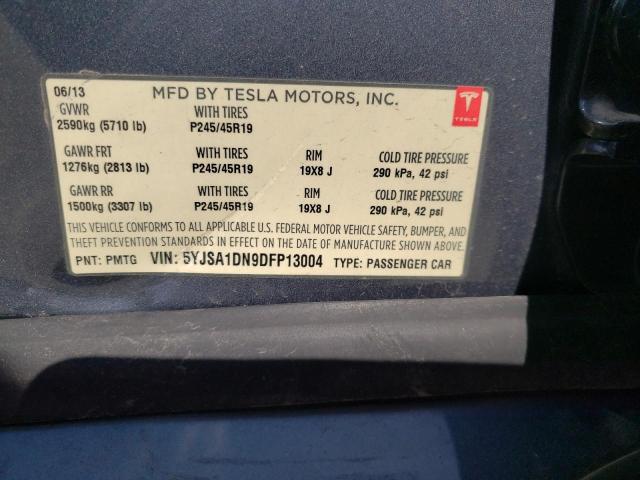 06/13 MFD BY TESLA MOTORS, INC.
GVWR WITH TIRES
2590kg (5710 lb) P245/45R19
TESLA
GAWR FRT WITH TIRES RIM COLD TIRE PRESSURE
1276kg (2813 lb) P245/45R19 19X8 J 290 kPa, 42 psi
GAWR RR WITH TIRES RIM COLD TIRE PRESSURE
1500kg (3307 lb) P245/45R19 19X8 J 290 kPa, 42 psi
THIS VEHICLE CONFORMS TO ALL APPLICABLE U.S. FEDERAL MOTOR VEHICLE SAFETY, BUMPER, AND
THEFT PREVENTION STANDARDS IN EFFECT ON THE DATE OF MANUFACTURE SHOWN ABOVE.
PNT: PMTG VIN: 5YJSA1DN9DFP13004 TYPE: PASSENGER CAR